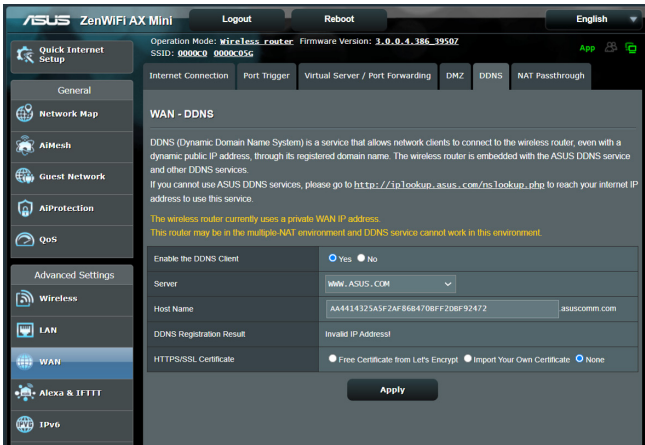 ASUS ZenWiFi AX Mini Logout Reboot English
Quick Internet Setup
Operation Mode: Wireless router Firmware Version: 3.0.0.4.386_39507
SSID: 0000C0 0000C05G
App
Internet Connection Port Trigger Virtual Server / Port Forwarding DMZ DDNS NAT Passthrough
General
Network Map
AiMesh
Guest Network
AiProtection
QoS
Advanced Settings
Wireless
LAN
WAN
Alexa & IFTTT
IPv6
WAN - DDNS
DDNS (Dynamic Domain Name System) is a service that allows network clients to connect to the wireless router, even with a
dynamic public IP address, through its registered domain name. The wireless router is embedded with the ASUS DDNS service
and other DDNS services.
If you cannot use ASUS DDNS services, please go to http://iplookup.asus.com/nslookup.php to reach your internet IP
address to use this service.
The wireless router currently uses a private WAN IP address.
This router may be in the multiple-NAT environment and DDNS service cannot work in this environment.
Enable the DDNS Client Yes No
Server WWW.ASUS.COM
Host Name AA4414325A5F2AF86B470BFF2DBF92472 .asuscomm.com
DDNS Registration Result Invalid IP Address!
HTTPS/SSL Certificate Free Certificate from Let's Encrypt Import Your Own Certificate None
Apply